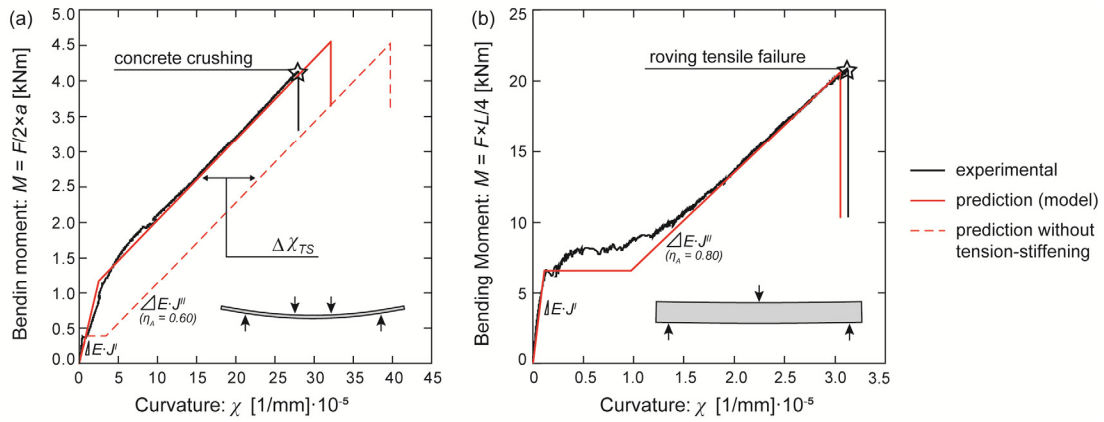 (a)
Bendin moment: M = F/2×a [kNm]
5.0
4.5
4.0
3.5
3.0
2.5
2.0
1.5
1.0
0.5
0.0
concrete crushing
Δ χTS
E·JII
(ηA = 0.60)
E·JI
0 5 10 15 20 25 30 35 40 45
Curvature: χ [1/mm]·10-5
(b)
Bending Moment: M = F×L/4 [kNm]
25
20
15
10
5
0
roving tensile failure
E·JII
(ηA = 0.80)
E·JI
0 0.5 1.0 1.5 2.0 2.5 3.0 3.5
Curvature: χ [1/mm]·10-5
experimental
prediction (model)
prediction without
tension-stiffening